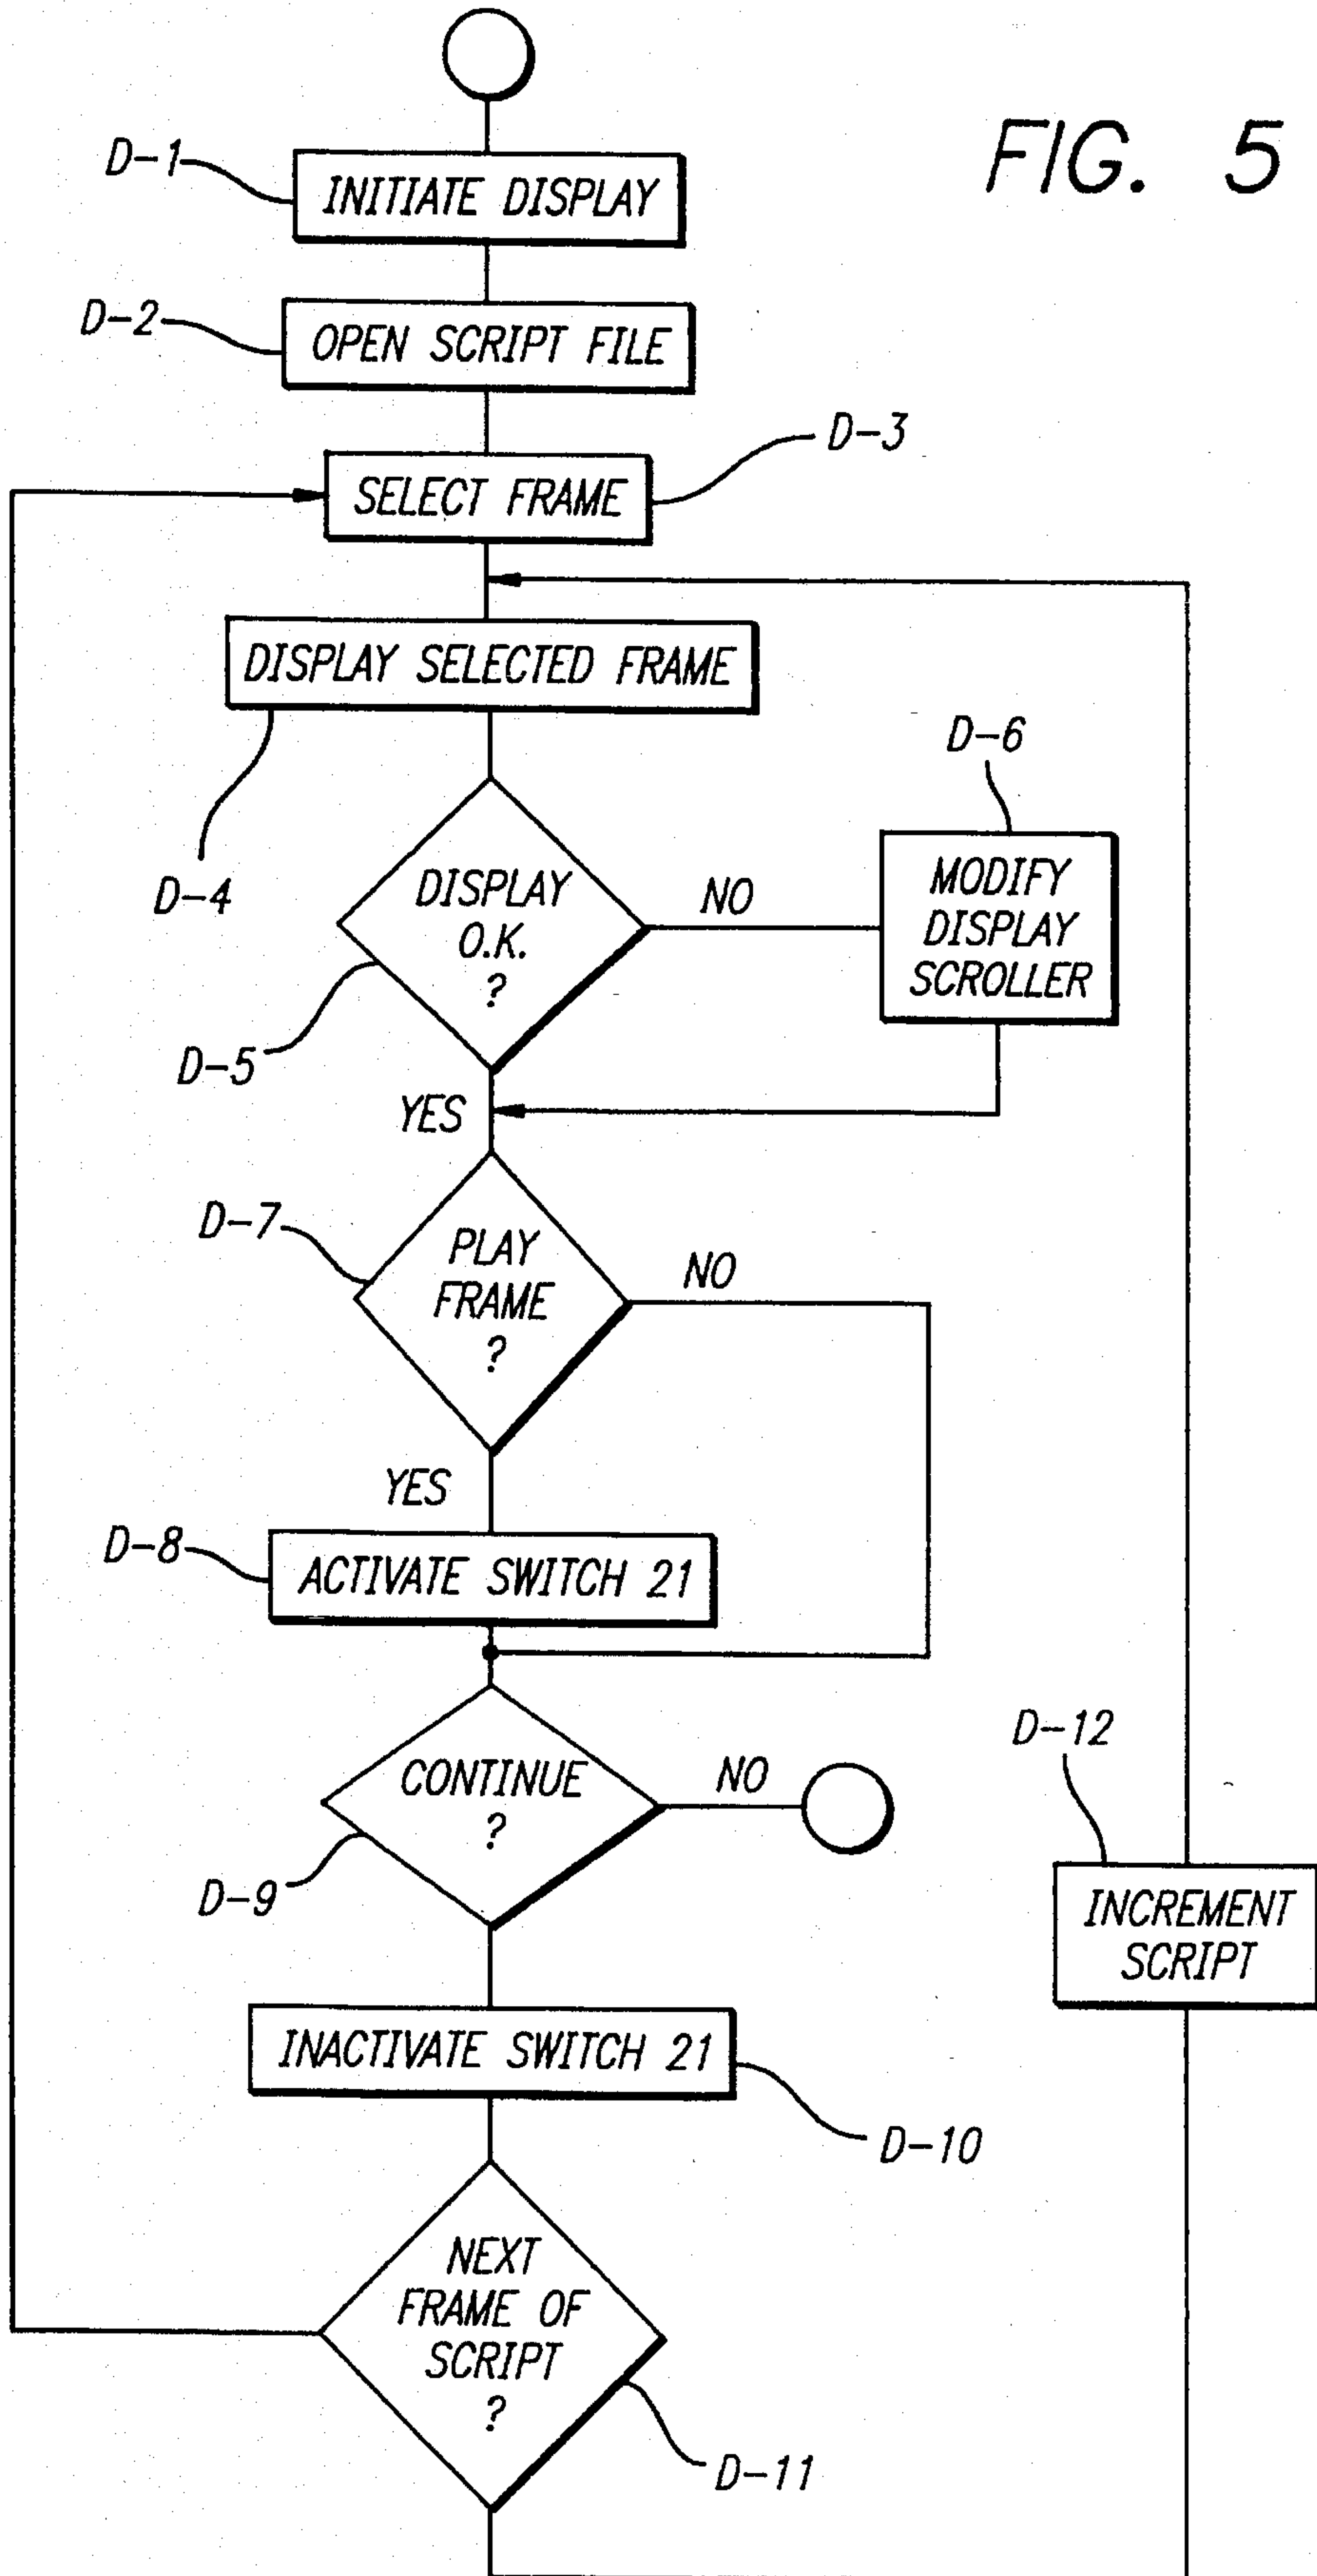 FIG. 5
D-1
INITIATE DISPLAY
D-2
OPEN SCRIPT FILE
D-3
SELECT FRAME
DISPLAY SELECTED FRAME
D-4
D-6
MODIFY
DISPLAY
SCROLLER
DISPLAY
O.K.
?
NO
D-5
YES
D-7
PLAY
FRAME
?
NO
YES
D-8
ACTIVATE SWITCH 21
CONTINUE
?
NO
D-9
D-12
INCREMENT
SCRIPT
INACTIVATE SWITCH 21
D-10
NEXT
FRAME OF
SCRIPT
?
D-11